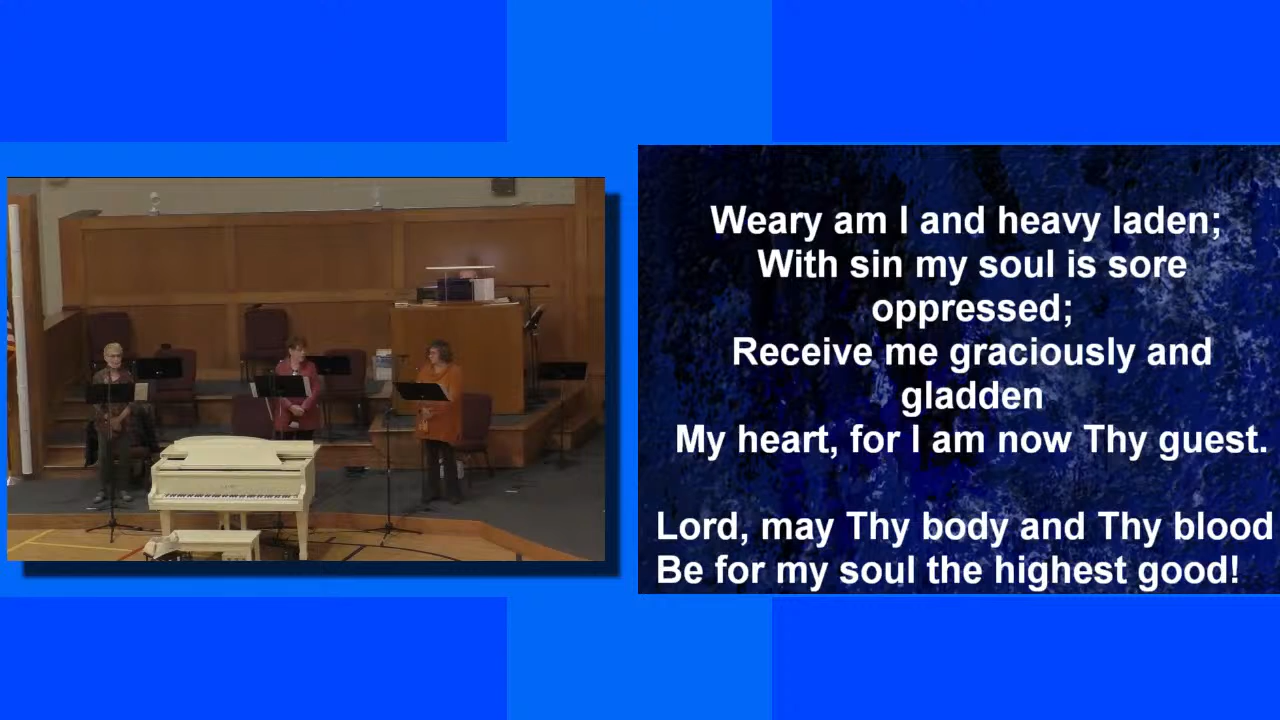 Weary am I and heavy laden;
With sin my soul is sore
oppressed;
Receive me graciously and
gladden
My heart, for I am now Thy guest.
Lord, may Thy body and Thy blood
Be for my soul the highest good!